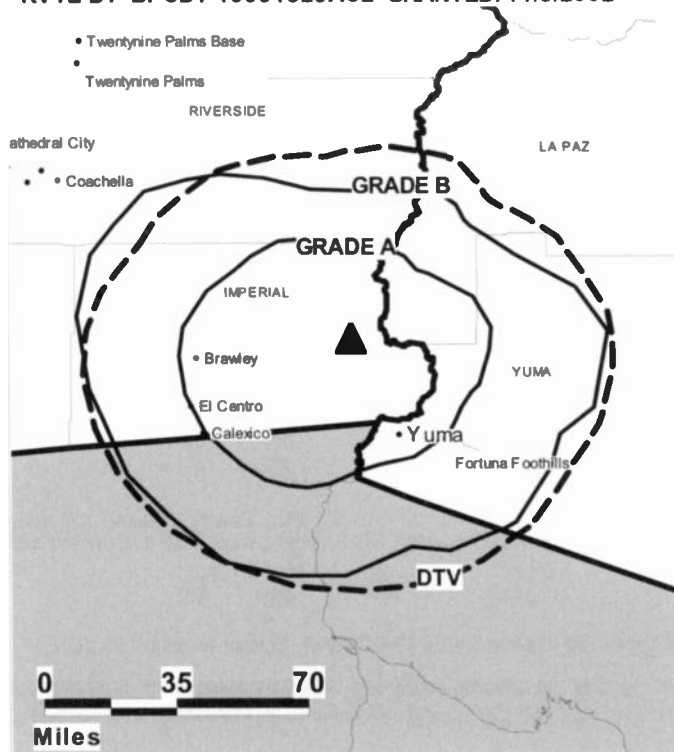 Twentynine Palms Base
Twentynine Palms
RIVERSIDE
athedral City
LA PAZ
Coachella
GRADE B
GRADE A
IMPERIAL
Brawley
YUMA
El Centro
Calexico
Yuma
Fortuna Foothills
DTV
0 35 70
Miles